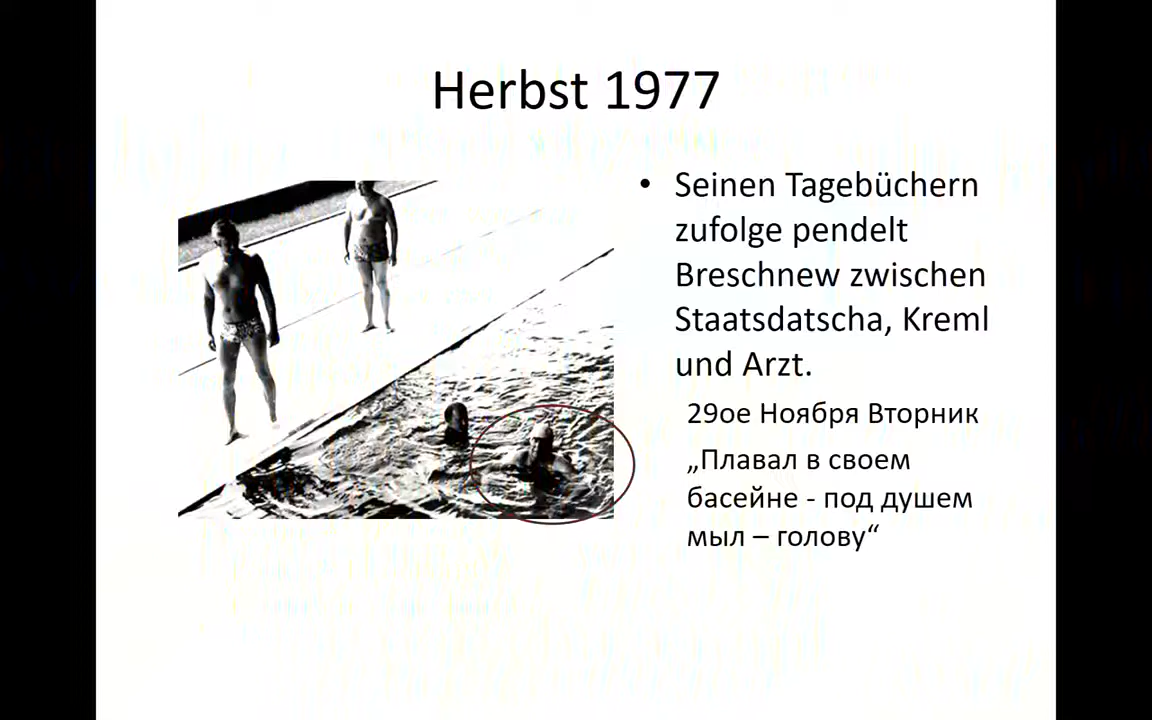 Herbst 1977
• Seinen Tagebüchern
zufolge pendelt
Breschnew zwischen
Staatsdatscha, Kreml
und Arzt.
29ое Ноября Вторник
„Плавал в своем
басейне - под душем
мыл – голову“